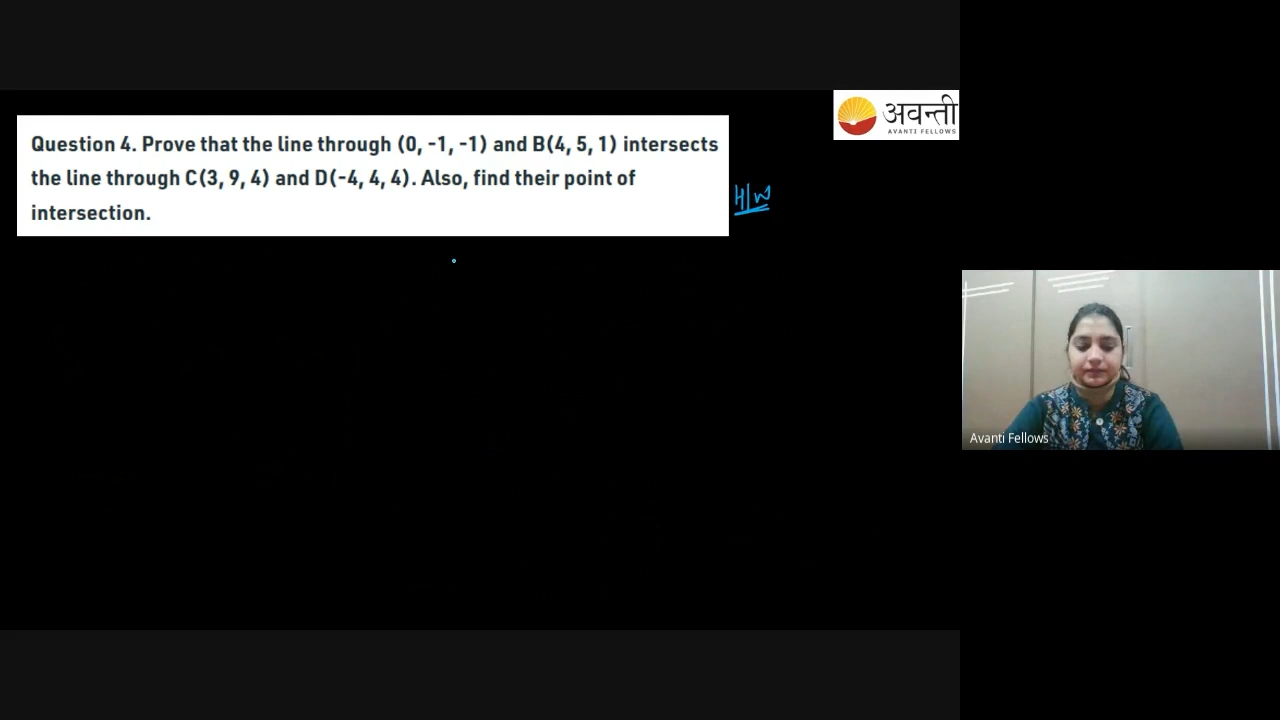 अवन्ती
AVANTI FELLOWS
Question 4. Prove that the line through (0, -1, -1) and B(4, 5, 1) intersects
the line through C(3, 9, 4) and D(-4, 4, 4). Also, find their point of
intersection.
H/W
Avanti Fellows